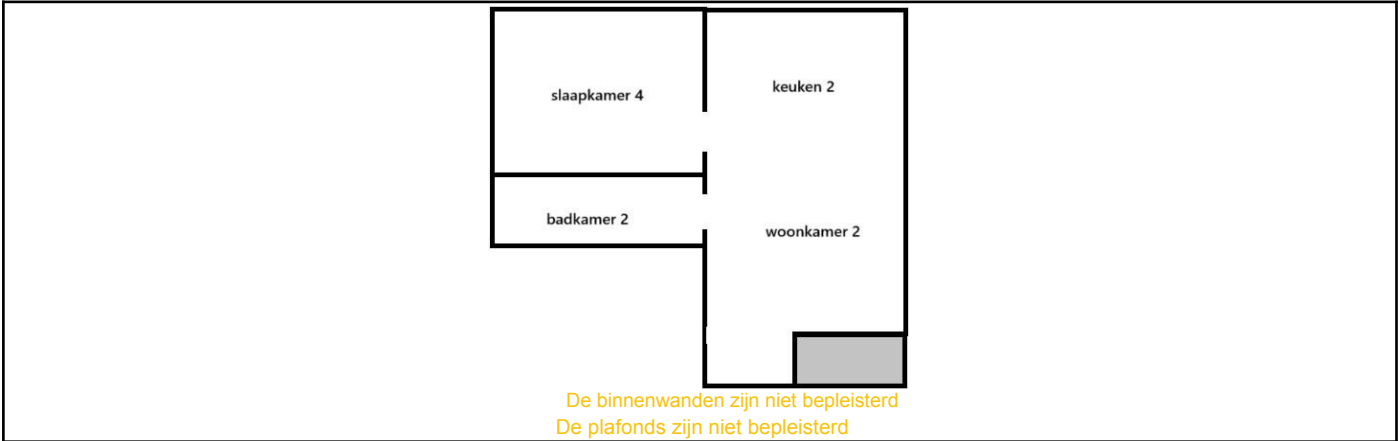 slaapkamer 4
keuken 2
badkamer 2
woonkamer 2
De binnenwanden zijn niet bepleisterd
De plafonds zijn niet bepleisterd